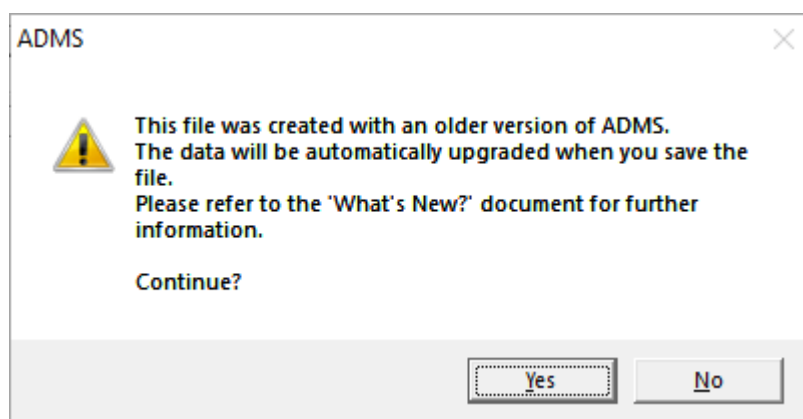 ADMS
This file was created with an older version of ADMS.
The data will be automatically upgraded when you save the
file.
Please refer to the 'What's New?' document for further
information.
Continue?
Yes
No